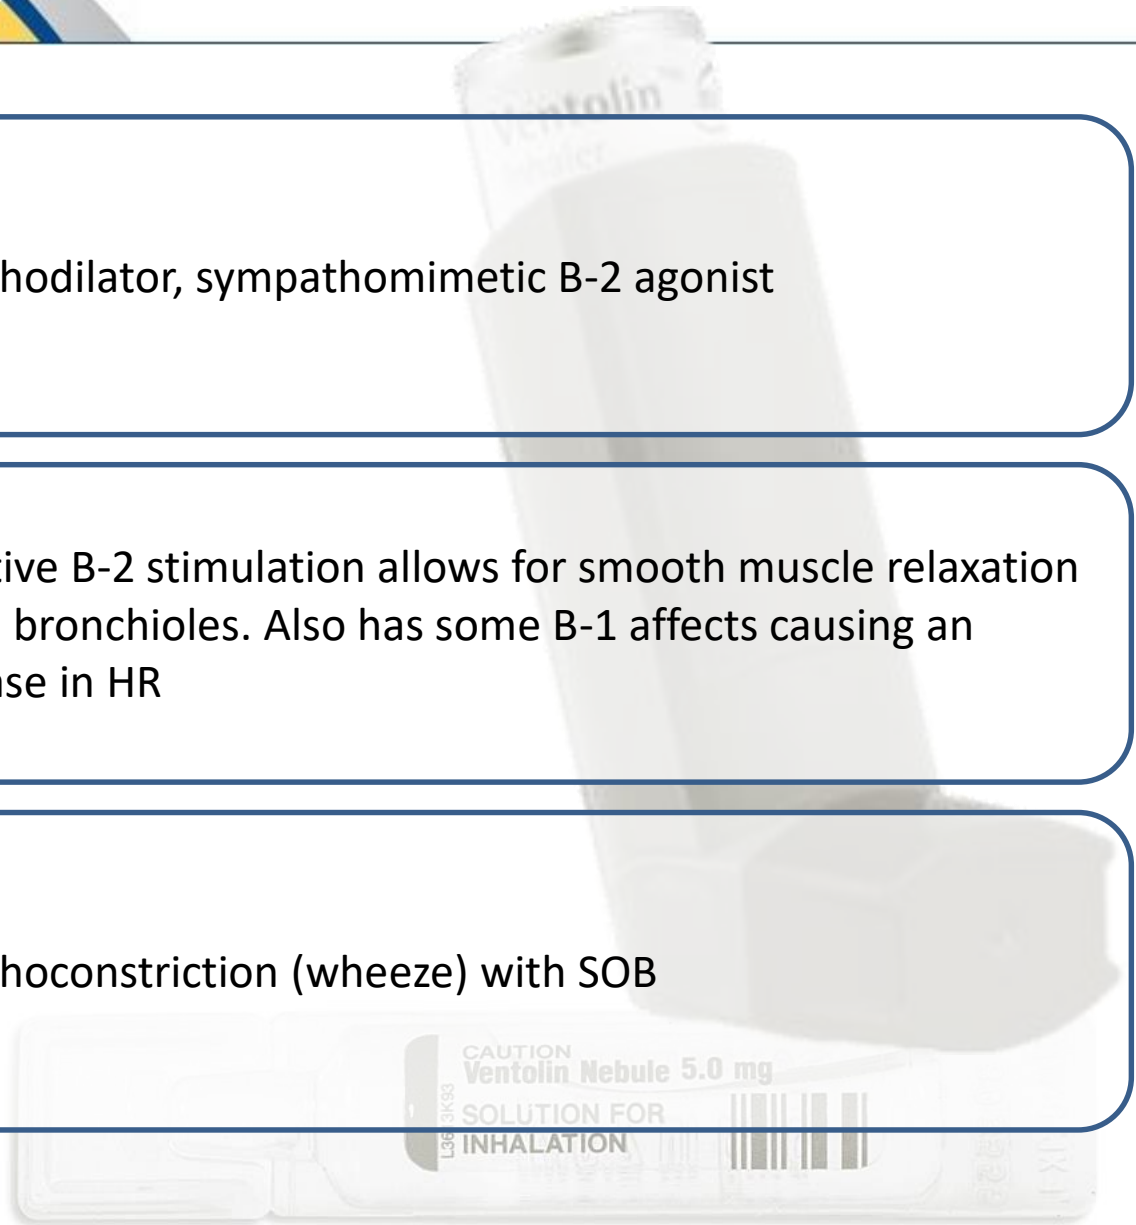 Ventolin
hodilator, sympathomimetic B-2 agonist
tive B-2 stimulation allows for smooth muscle relaxation
bronchioles. Also has some B-1 affects causing an
se in HR
hoconstriction (wheeze) with SOB
CAUTION
Ventolin Nebule 5.0 mg
SOLUTION FOR
INHALATION